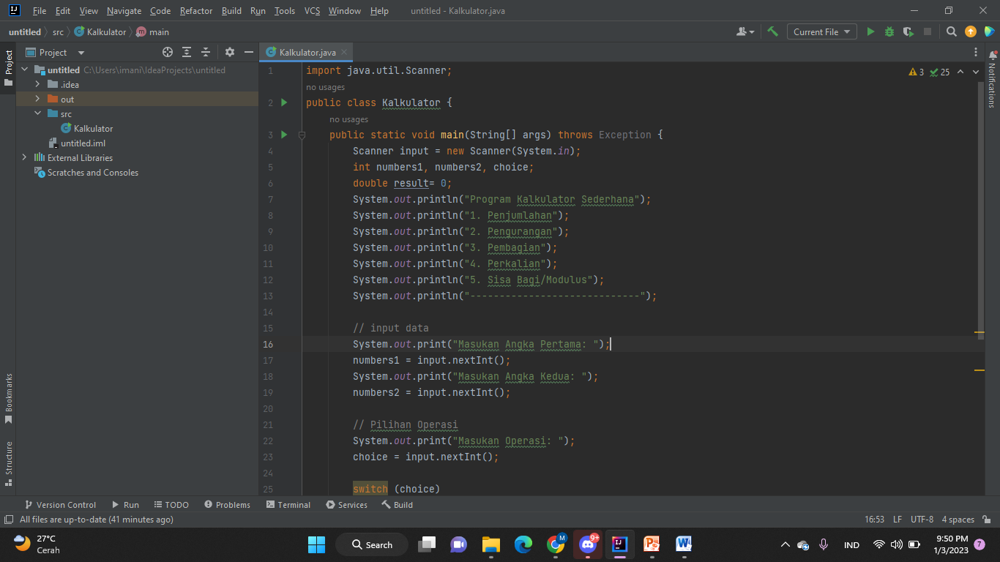 File Edit View Navigate Code Refactor Build Run Tools VCS Window Help untitled - Kalkulator.java
untitled src Kalkulator main Current File
Project Kalkulator.java
untitled C:\Users\imani\IdeaProjects\untitled
.idea
out
src
Kalkulator
untitled.iml
External Libraries
Scratches and Consoles
Project
Bookmarks
Structure
3 25
Notifications
1 import java.util.Scanner;
no usages
2 public class Kalkulator {
no usages
3 public static void main(String[] args) throws Exception {
4 Scanner input = new Scanner(System.in);
5 int numbers1, numbers2, choice;
6 double result= 0;
7 System.out.println("Program Kalkulator Sederhana");
8 System.out.println("1. Penjumlahan");
9 System.out.println("2. Pengurangan");
10 System.out.println("3. Pembagian");
11 System.out.println("4. Perkalian");
12 System.out.println("5. Sisa Bagi/Modulus");
13 System.out.println("-----------------------------");
14
15 // input data
16 System.out.print("Masukan Angka Pertama: ");
17 numbers1 = input.nextInt();
18 System.out.print("Masukan Angka Kedua: ");
19 numbers2 = input.nextInt();
20
21 // Pilihan Operasi
22 System.out.print("Masukan Operasi: ");
23 choice = input.nextInt();
24
25 switch (choice)
Version Control Run TODO Problems Terminal Services Build
All files are up-to-date (41 minutes ago) 16:53 LF UTF-8 4 spaces
27°C
Cerah
Search
M
9+
IND
9:50 PM
1/3/2023
7